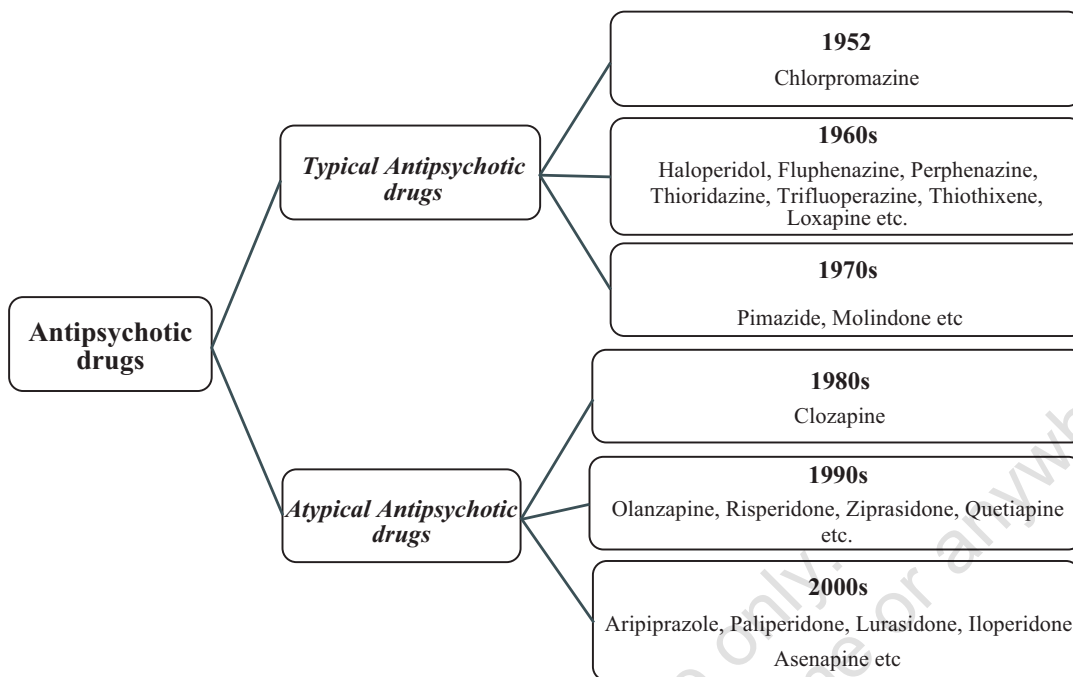 Antipsychotic
drugs
Typical Antipsychotic
drugs
1952
Chlorpromazine
1960s
Haloperidol, Fluphenazine, Perphenazine,
Thioridazine, Trifluoperazine, Thiothixene,
Loxapine etc.
1970s
Pimazide, Molindone etc
Atypical Antipsychotic
drugs
1980s
Clozapine
1990s
Olanzapine, Risperidone, Ziprasidone, Quetiapine
etc.
2000s
Aripiprazole, Paliperidone, Lurasidone, Iloperidone
Asenapine etc
only.
or